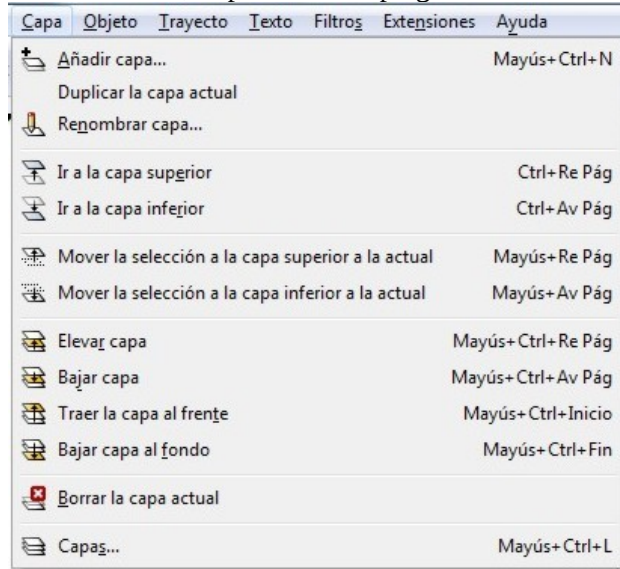 Capa Objeto Trayecto Texto Filtros Extensiones Ayuda
Añadir capa... Mayús+Ctrl+N
Duplicar la capa actual
Renombrar capa...
Ir a la capa superior Ctrl+Re Pág
Ir a la capa inferior Ctrl+Av Pág
Mover la selección a la capa superior a la actual Mayús+Re Pág
Mover la selección a la capa inferior a la actual Mayús+Av Pág
Elevar capa Mayús+Ctrl+Re Pág
Bajar capa Mayús+Ctrl+Av Pág
Traer la capa al frente Mayús+Ctrl+Inicio
Bajar capa al fondo Mayús+Ctrl+Fin
Borrar la capa actual
Capas... Mayús+Ctrl+L